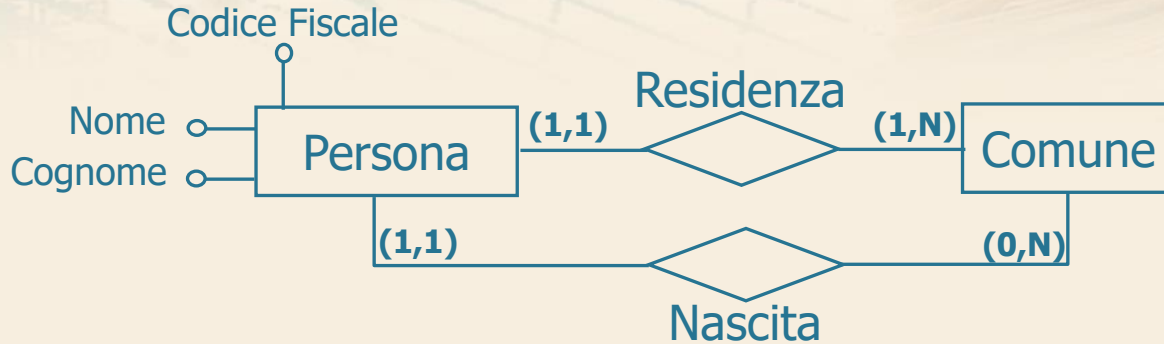 Codice Fiscale
Nome
Cognome
Persona
(1,1)
Residenza
(1,N)
Comune
(1,1)
(0,N)
Nascita